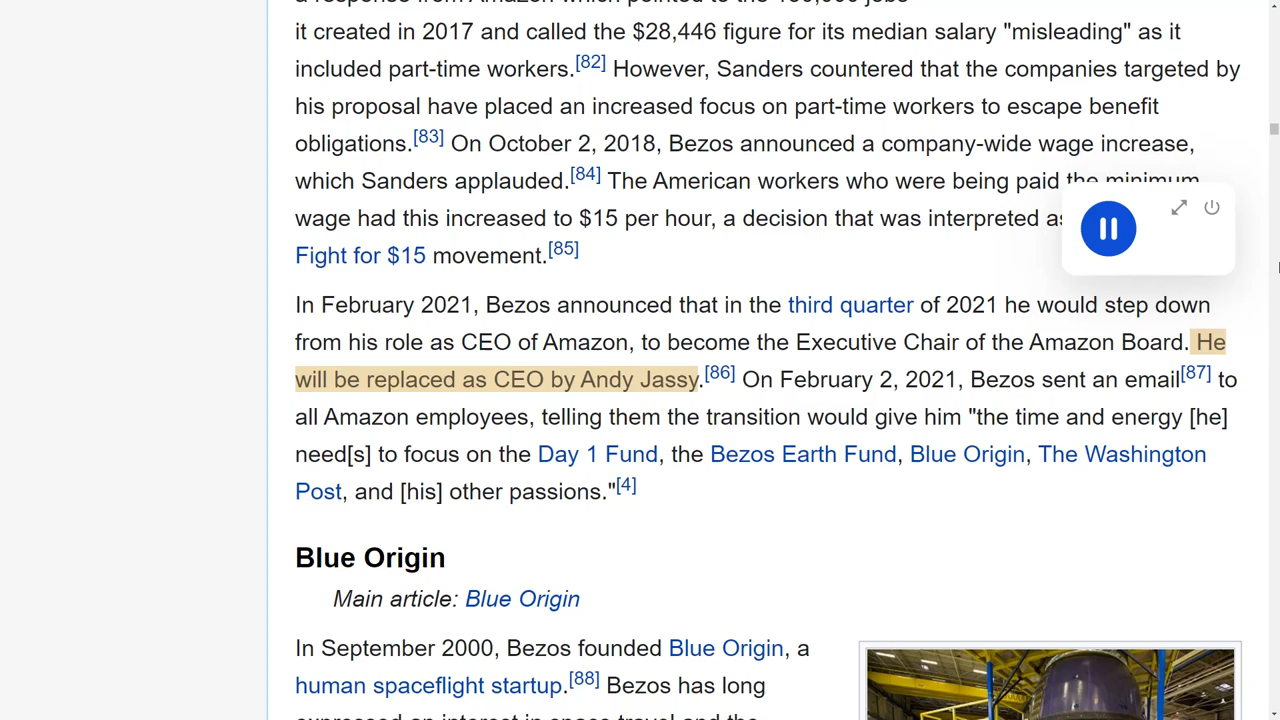 it created in 2017 and called the $28,446 figure for its median salary "misleading" as it
included part-time workers.[82] However, Sanders countered that the companies targeted by
his proposal have placed an increased focus on part-time workers to escape benefit
obligations.[83] On October 2, 2018, Bezos announced a company-wide wage increase,
which Sanders applauded.[84] The American workers who were being paid the minimum
wage had this increased to $15 per hour, a decision that was interpreted as
Fight for $15 movement.[85]
In February 2021, Bezos announced that in the third quarter of 2021 he would step down
from his role as CEO of Amazon, to become the Executive Chair of the Amazon Board. He
will be replaced as CEO by Andy Jassy.[86] On February 2, 2021, Bezos sent an email[87] to
all Amazon employees, telling them the transition would give him "the time and energy [he]
need[s] to focus on the Day 1 Fund, the Bezos Earth Fund, Blue Origin, The Washington
Post, and [his] other passions."[4]
Blue Origin
Main article: Blue Origin
In September 2000, Bezos founded Blue Origin, a
human spaceflight startup.[88] Bezos has long
expressed an interest in space travel and the